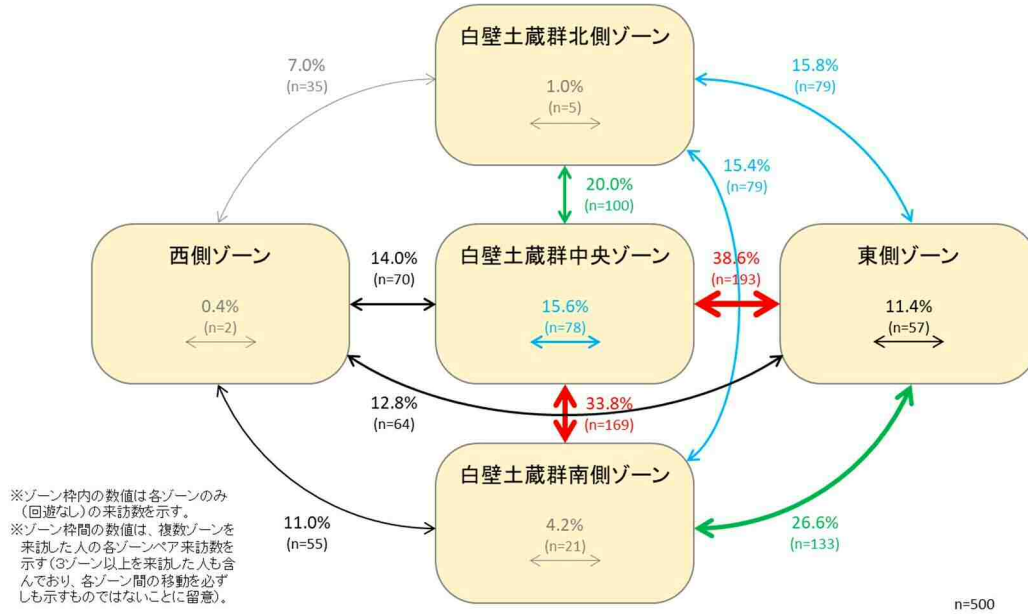 白壁土蔵群北側ゾーン
1.0%
(n=5)
7.0%
(n=35)
15.8%
(n=79)
15.4%
(n=79)
20.0%
(n=100)
西側ゾーン
0.4%
(n=2)
14.0%
(n=70)
白壁土蔵群中央ゾーン
15.6%
(n=78)
38.6%
(n=193)
東側ゾーン
11.4%
(n=57)
12.8%
(n=64)
33.8%
(n=169)
白壁土蔵群南側ゾーン
4.2%
(n=21)
11.0%
(n=55)
26.6%
(n=133)
※ゾーン枠内の数値は各ゾーンのみ
(回遊なし)の来訪数を示す。
※ゾーン枠間の数値は、複数ゾーンを
来訪した人の各ゾーンペア来訪数を
示す(3ゾーン以上を来訪した人も含
んでおり、各ゾーン間の移動を必ず
しも示すものではないことに留意)。
n=500